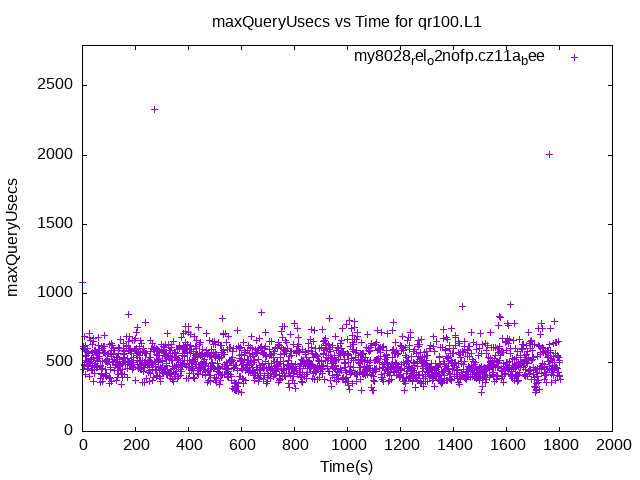 maxQueryUsecs vs Time for qr100.L1
my8028relo2nofp.cz11abee
2500
2000
1500
1000
500
0
maxQueryUsecs
0 200 400 600 800 1000 1200 1400 1600 1800 2000
Time(s)